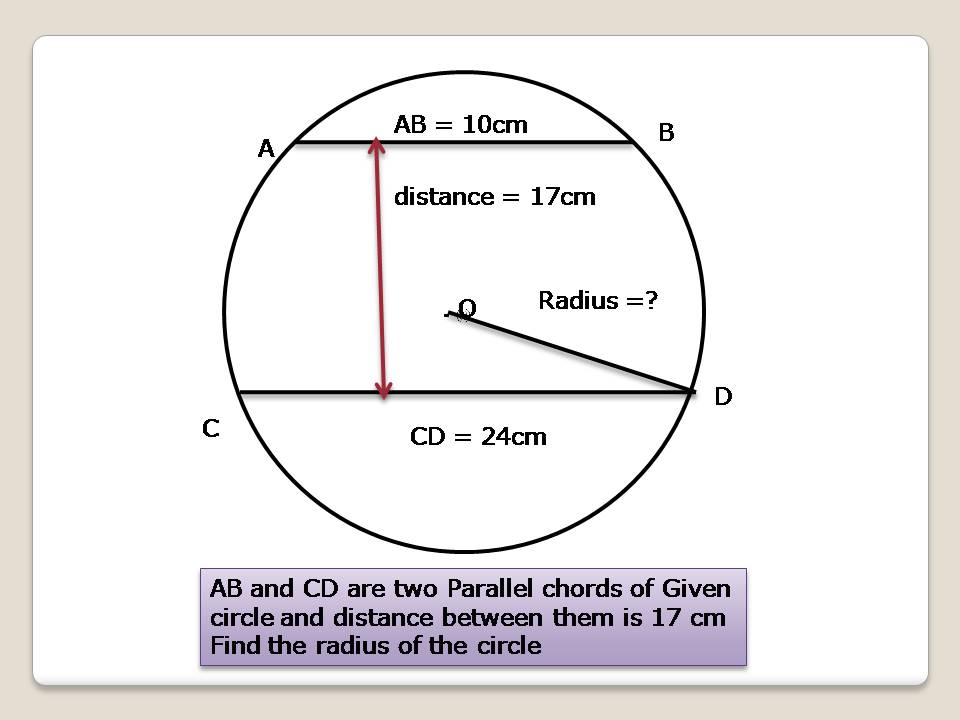 AB = 10cm
A
B
distance = 17cm
O
Radius =?
D
C
CD = 24cm
AB and CD are two Parallel chords of Given
circle and distance between them is 17 cm
Find the radius of the circle